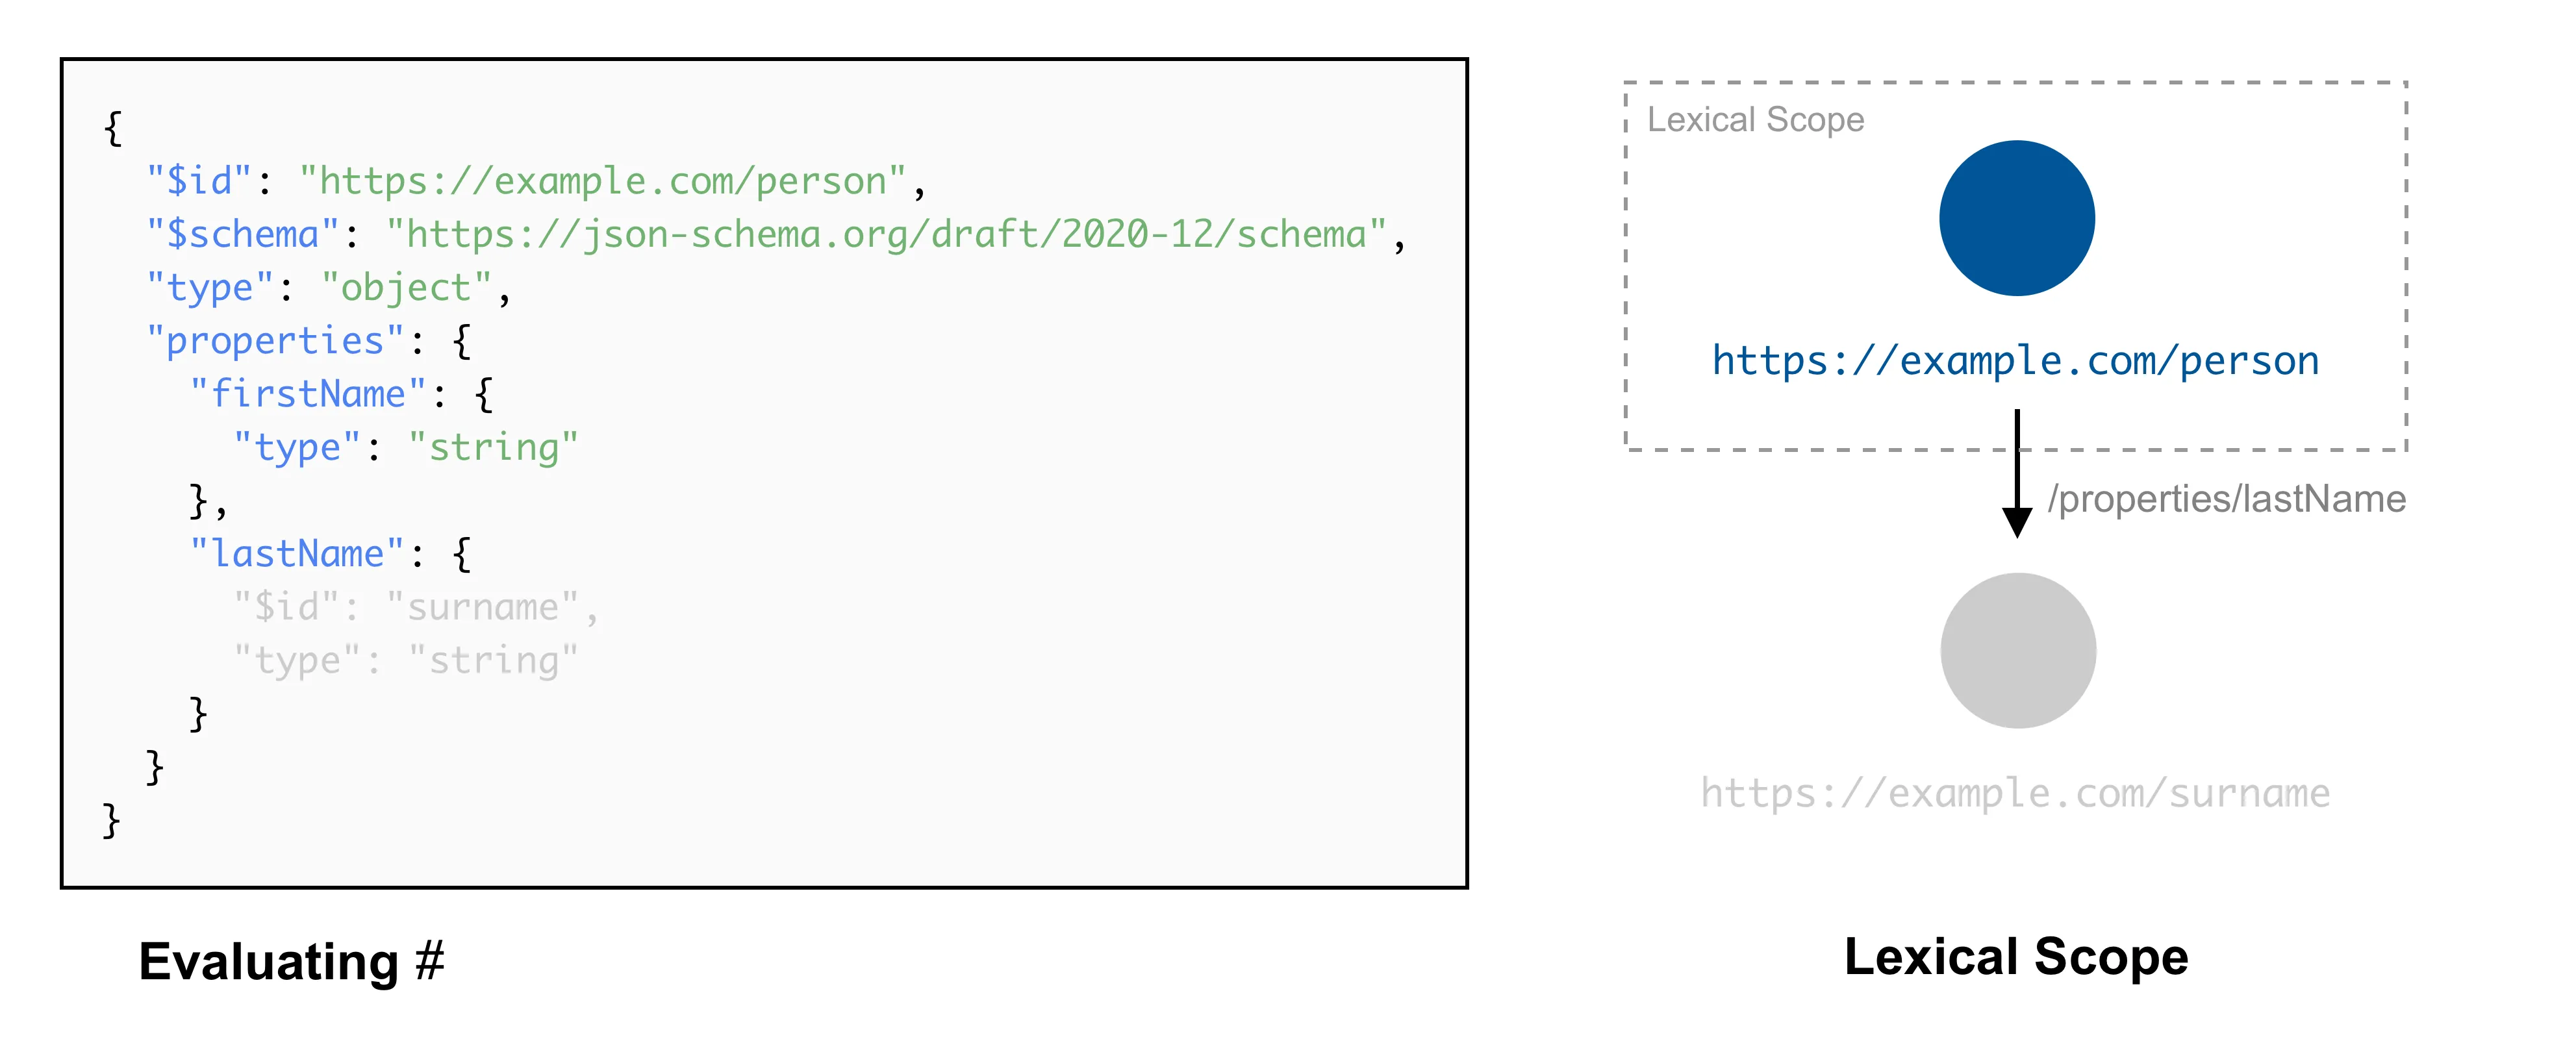 {
  "$id": "https://example.com/person",
  "$schema": "https://json-schema.org/draft/2020-12/schema",
  "type": "object",
  "properties": {
    "firstName": {
      "type": "string"
    },
    "lastName": {
      "$id": "surname",
      "type": "string"
    }
  }
}
Evaluating #
Lexical Scope
https://example.com/person
/properties/lastName
https://example.com/surname
Lexical Scope